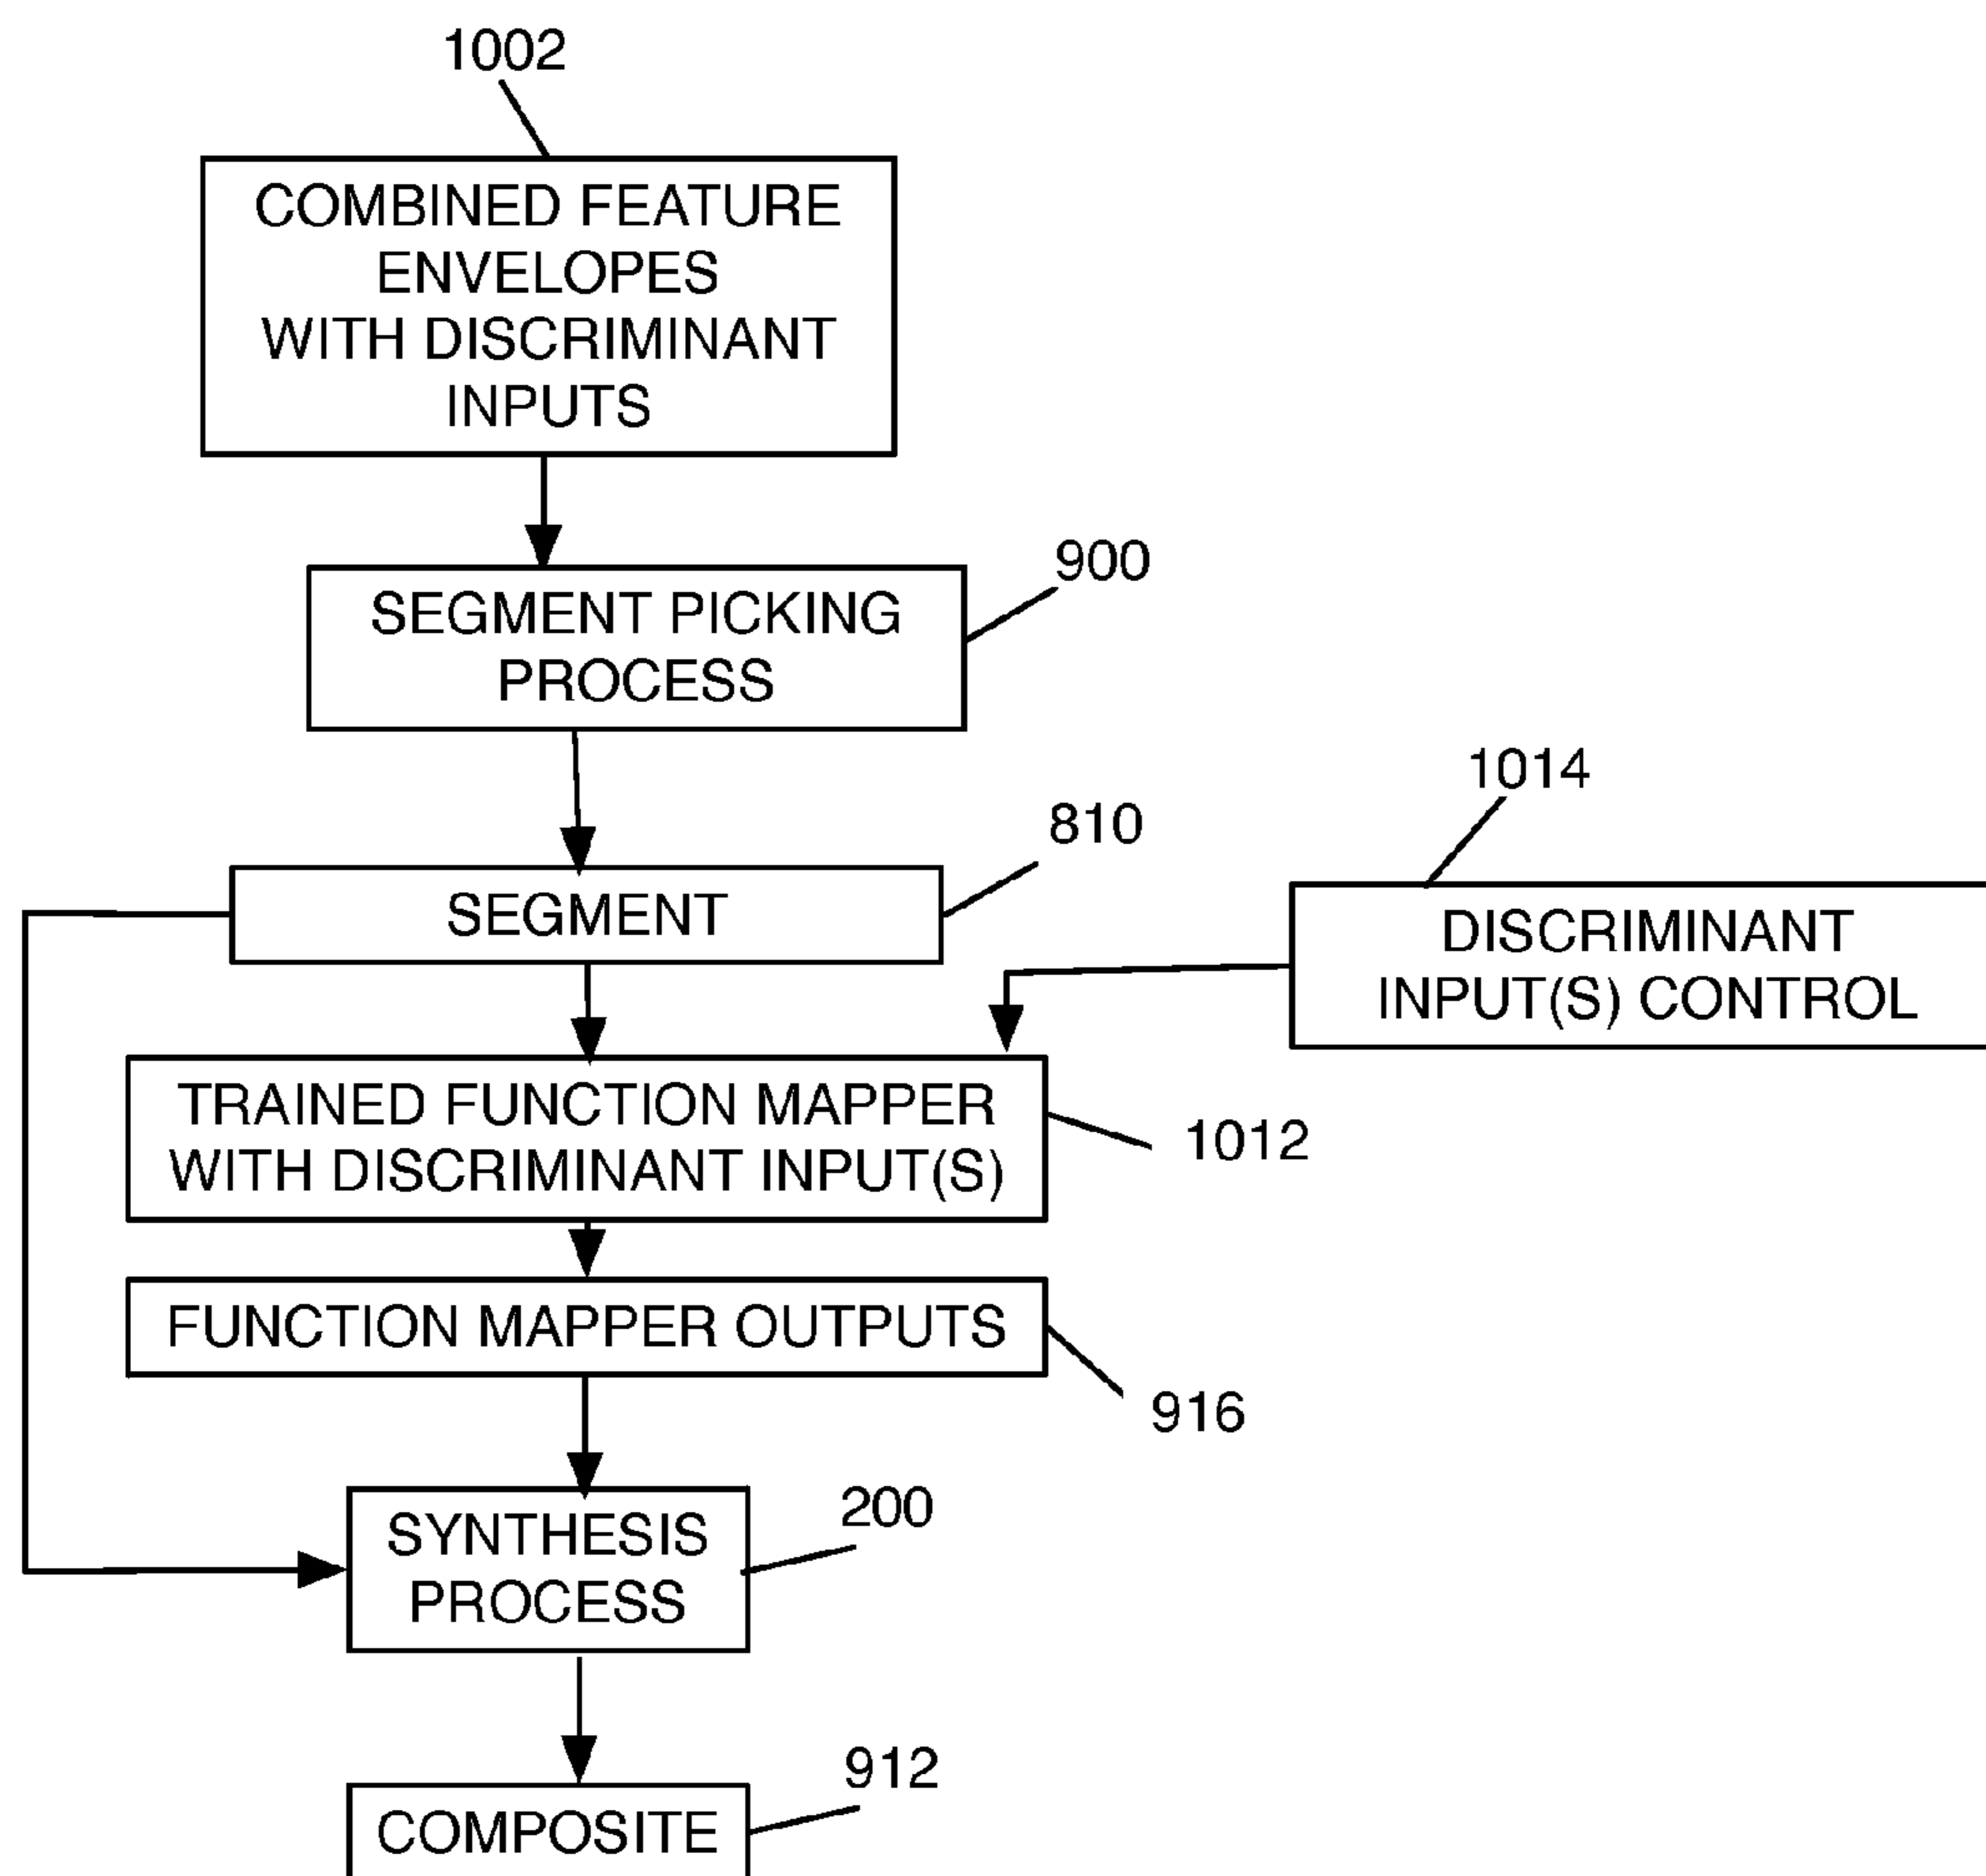 1002
COMBINED FEATURE
ENVELOPES
WITH DISCRIMINANT
INPUTS
900
SEGMENT PICKING
PROCESS
1014
810
SEGMENT
DISCRIMINANT
INPUT(S) CONTROL
TRAINED FUNCTION MAPPER
WITH DISCRIMINANT INPUT(S)
1012
FUNCTION MAPPER OUTPUTS
916
200
SYNTHESIS
PROCESS
912
COMPOSITE